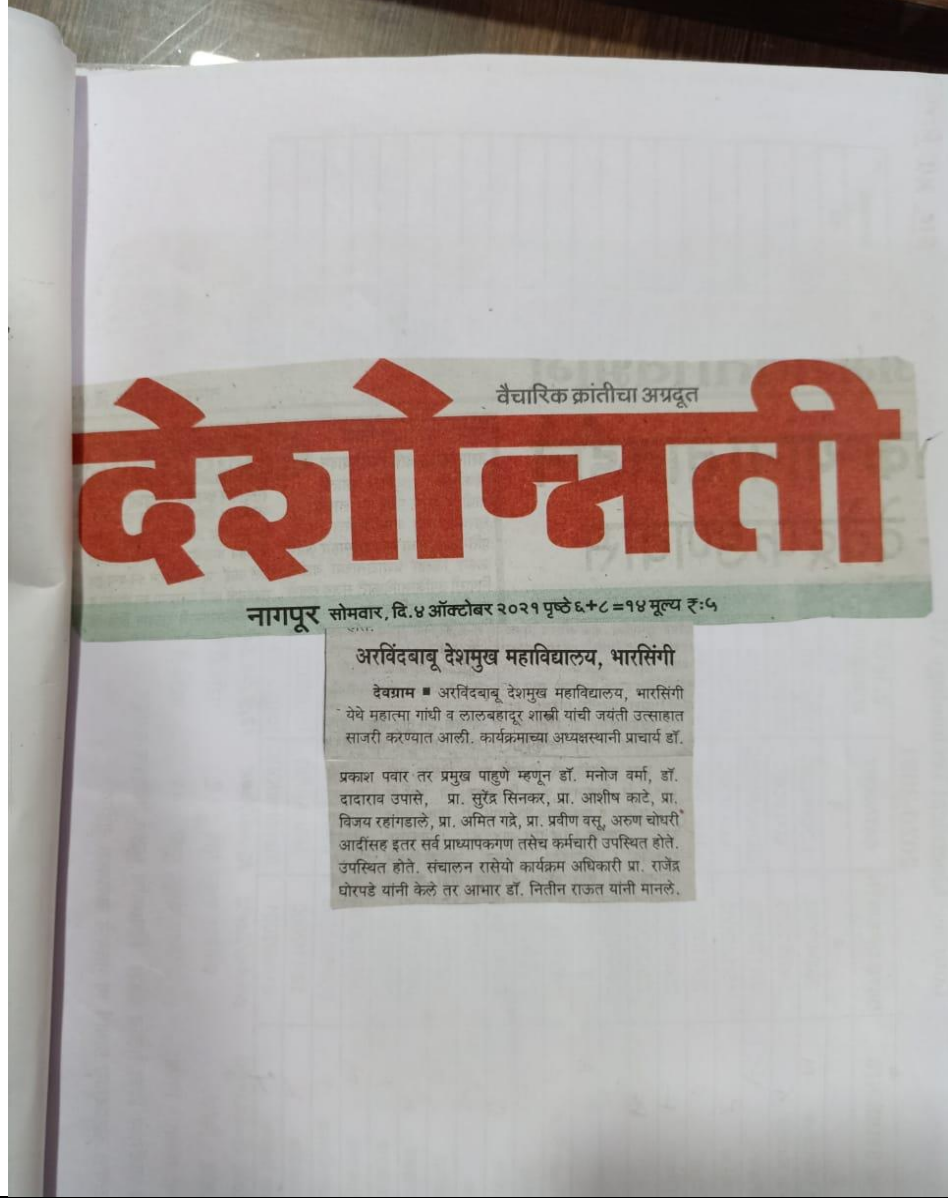 वैचारिक क्रांतीचा अग्रदूत
देशोन्नती
नागपूर सोमवार, दि.४ ऑक्टोबर २०२१ पृष्ठे ६+८=१४ मूल्य ₹:५
अरविंदबाबू देशमुख महाविद्यालय, भारसिंगी
देवग्राम ■ अरविंदबाबू देशमुख महाविद्यालय, भारसिंगी
येथे महात्मा गांधी व लालबहादूर शास्त्री यांची जयंती उत्साहात
साजरी करण्यात आली. कार्यक्रमाच्या अध्यक्षस्थानी प्राचार्य डॉ.
प्रकाश पवार तर प्रमुख पाहुणे म्हणून डॉ. मनोज वर्मा, डॉ.
दादाराव उपासे, प्रा. सुरेंद्र सिनकर, प्रा. आशीष काटे, प्रा.
विजय रहांगडाले, प्रा. अमित गद्रे, प्रा. प्रवीण वसू, अरुण चोधरी
आदींसह इतर सर्व प्राध्यापकगण तसेच कर्मचारी उपस्थित होते.
उपस्थित होते. संचालन रासेयो कार्यक्रम अधिकारी प्रा. राजेंद्र
घोरपडे यांनी केले तर आभार डॉ. नितीन राऊत यांनी मानले.